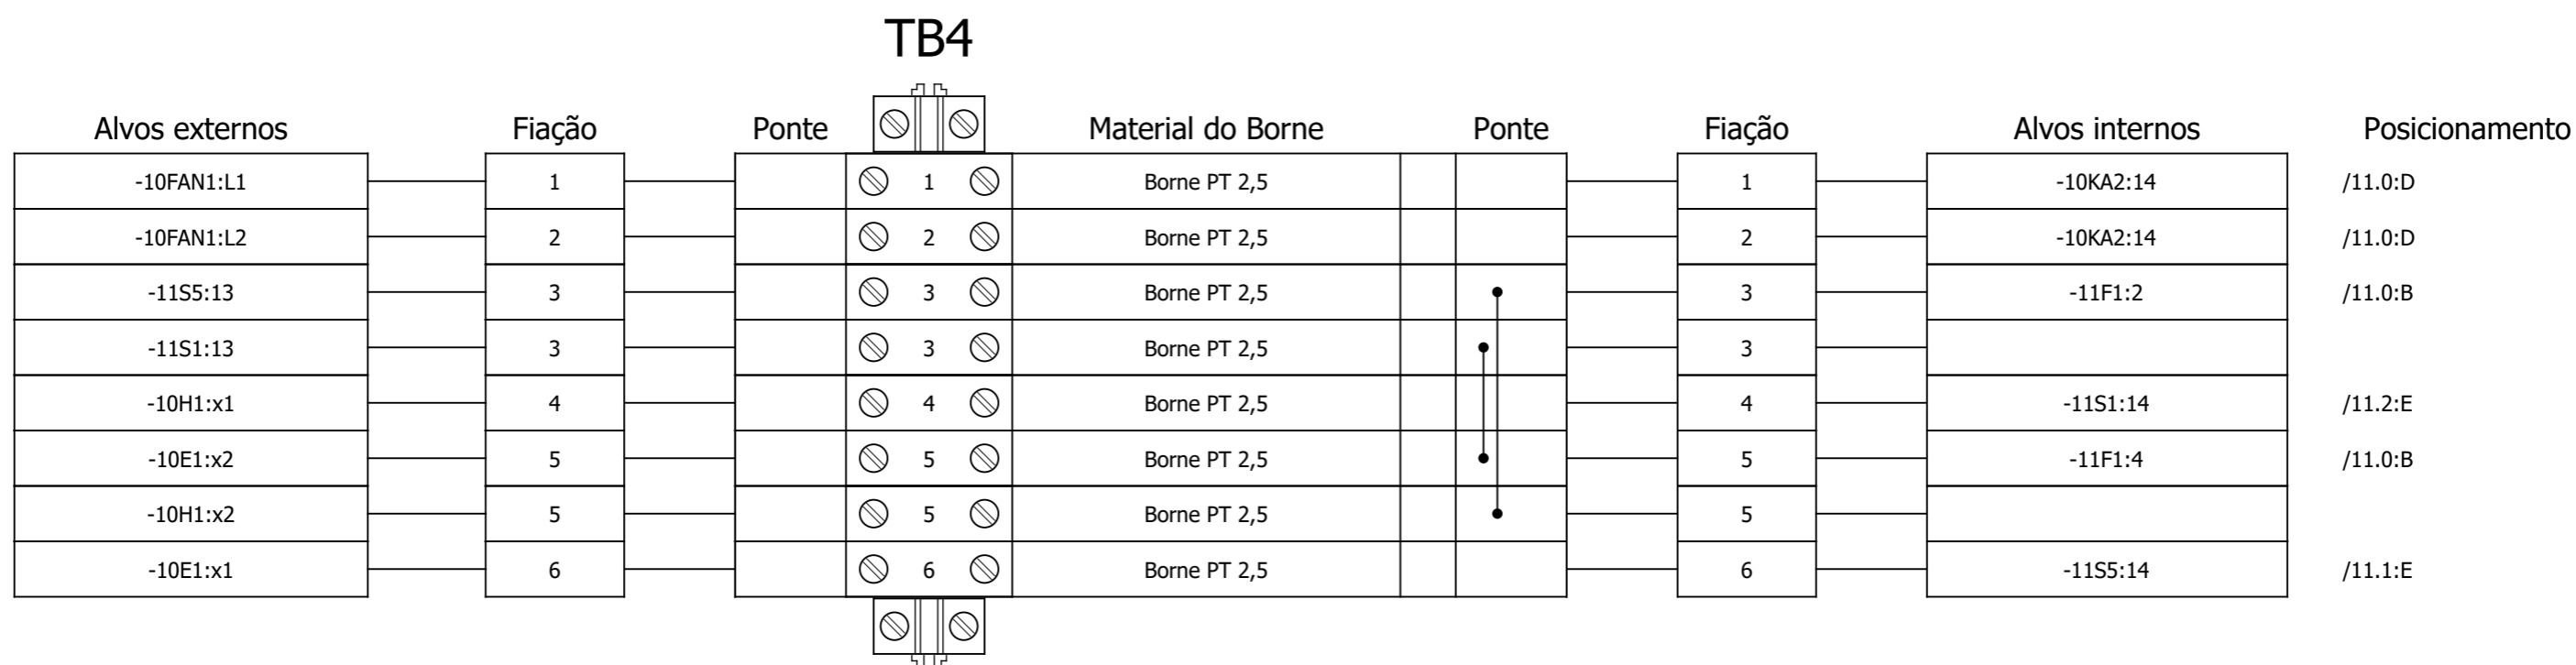 TB4
Alvos externos Fiação Ponte Material do Borne Ponte Fiação Alvos internos Posicionamento
-10FAN1:L1 1 1 Borne PT 2,5 1 -10KA2:14 /11.0:D
-10FAN1:L2 2 2 Borne PT 2,5 2 -10KA2:14 /11.0:D
-11S5:13 3 3 Borne PT 2,5 3 -11F1:2 /11.0:B
-11S1:13 3 3 Borne PT 2,5 3
-10H1:x1 4 4 Borne PT 2,5 4 -11S1:14 /11.2:E
-10E1:x2 5 5 Borne PT 2,5 5 -11F1:4 /11.0:B
-10H1:x2 5 5 Borne PT 2,5 5
-10E1:x1 6 6 Borne PT 2,5 6 -11S5:14 /11.1:E